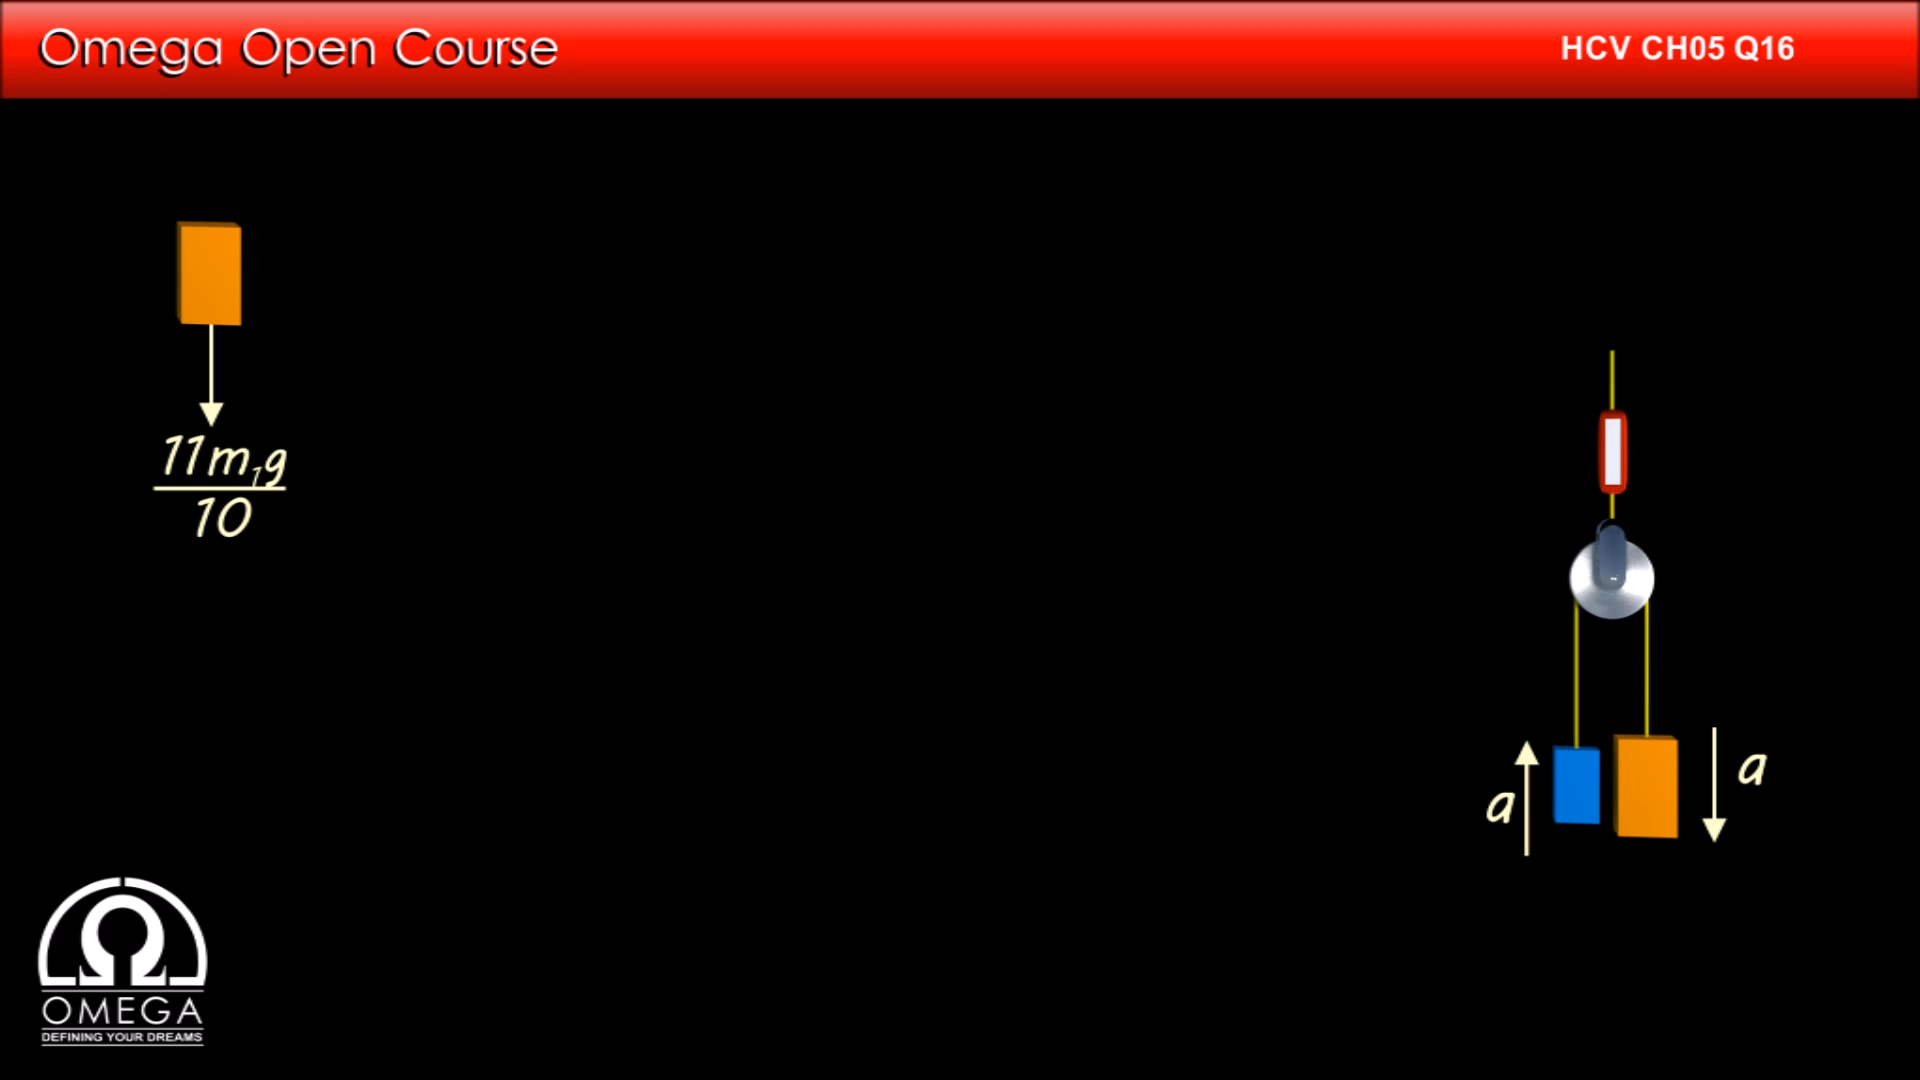 Omega Open Course
HCV CH05 Q16
11m₁g
10
a
a
OMEGA
DEFINING YOUR DREAMS